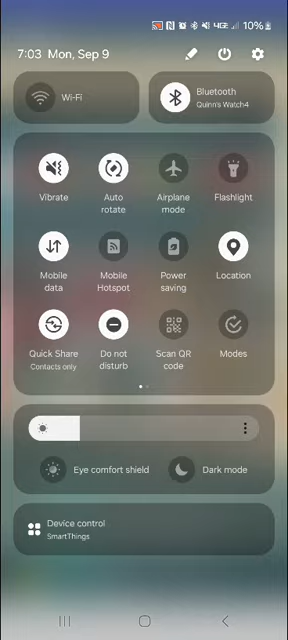 10%
7:03 Mon, Sep 9
Wi-Fi
Bluetooth
Quinn's Watch4
Vibrate
Auto
rotate
Airplane
mode
Flashlight
Mobile
data
Mobile
Hotspot
Power
saving
Location
Quick Share
Contacts only
Do not
disturb
Scan QR
code
Modes
Eye comfort shield
Dark mode
Device control
SmartThings